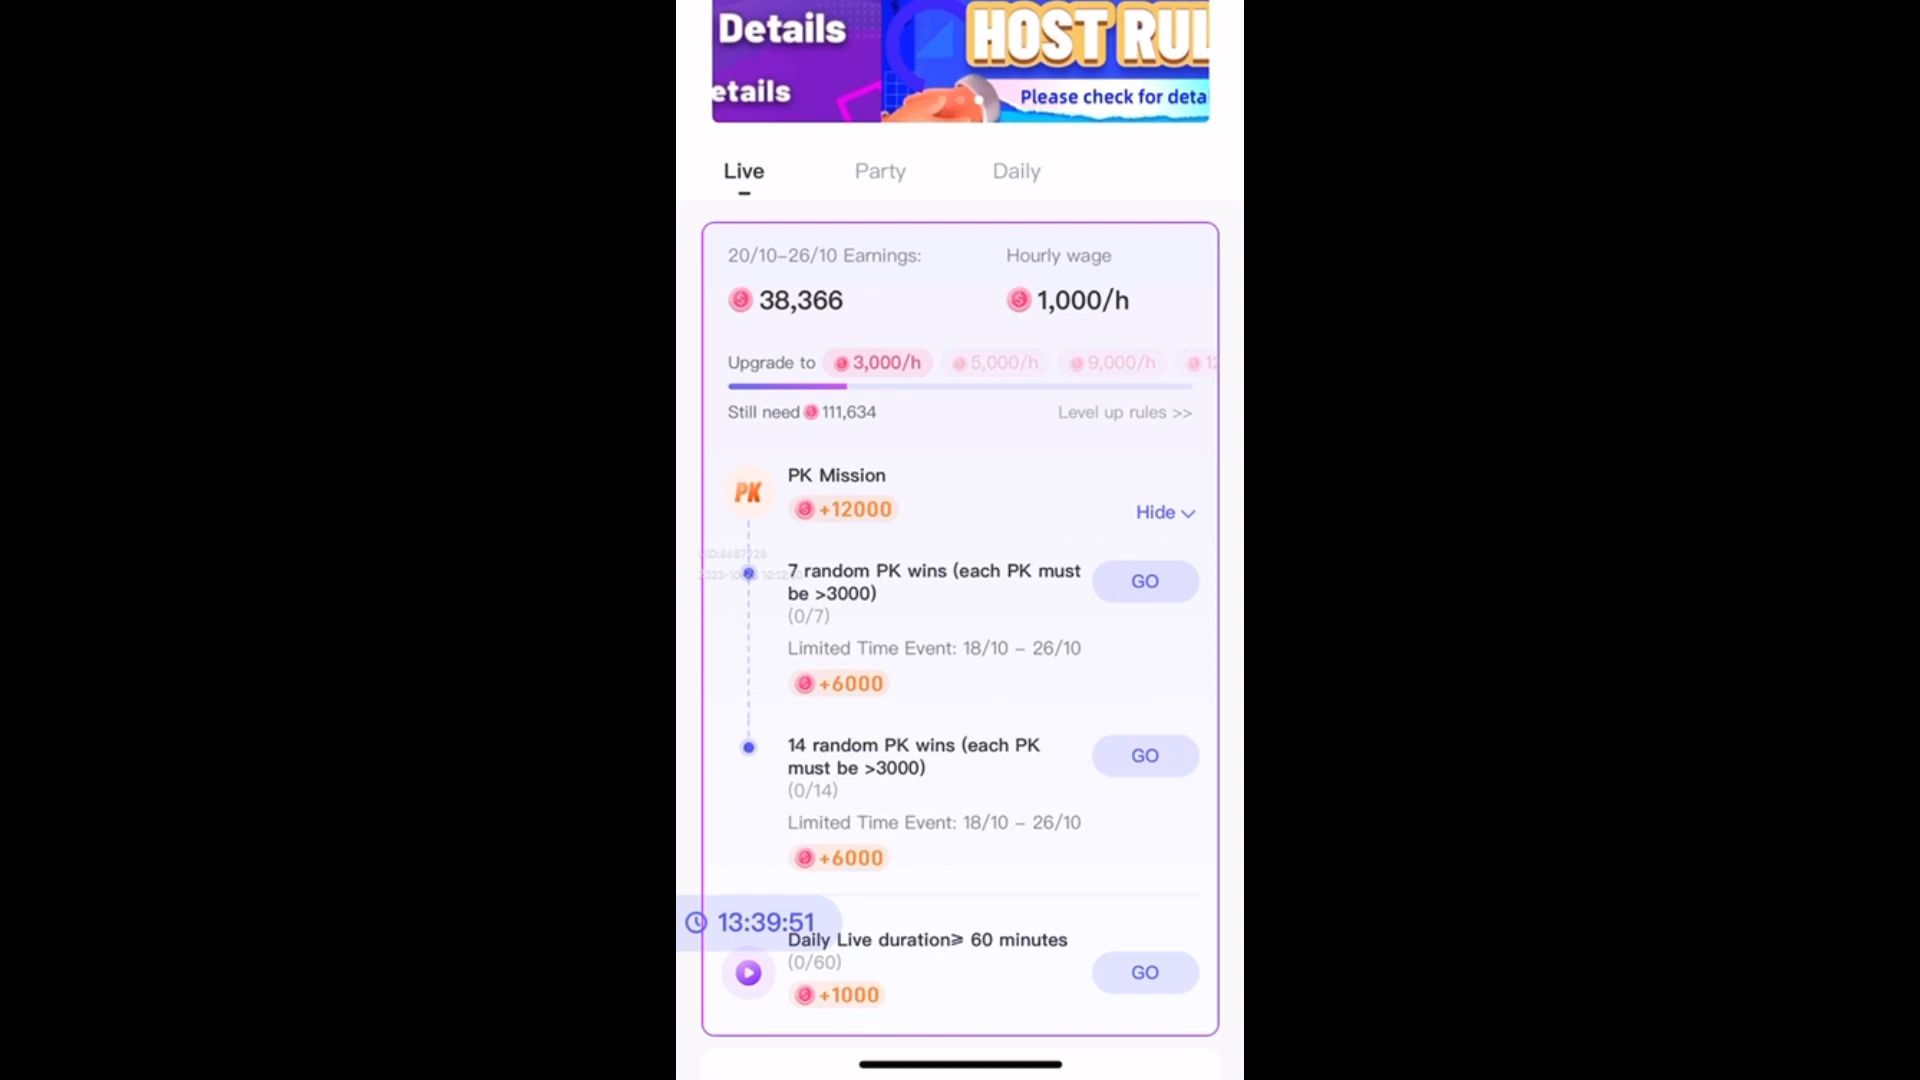 Details
HOST RUL
etails
Please check for deta
Live
Party
Daily
20/10-26/10 Earnings:
Hourly wage
38,366
1,000/h
Upgrade to
3,000/h
5,000/h
9,000/h
12
Still need 111,634
Level up rules >>
PK
PK Mission
+12000
Hide
UID:8687928
7 random PK wins (each PK must
be >3000)
(0/7)
GO
Limited Time Event: 18/10 - 26/10
+6000
14 random PK wins (each PK
must be >3000)
(0/14)
GO
Limited Time Event: 18/10 - 26/10
+6000
13:39:51
Daily Live duration≥ 60 minutes
(0/60)
GO
+1000